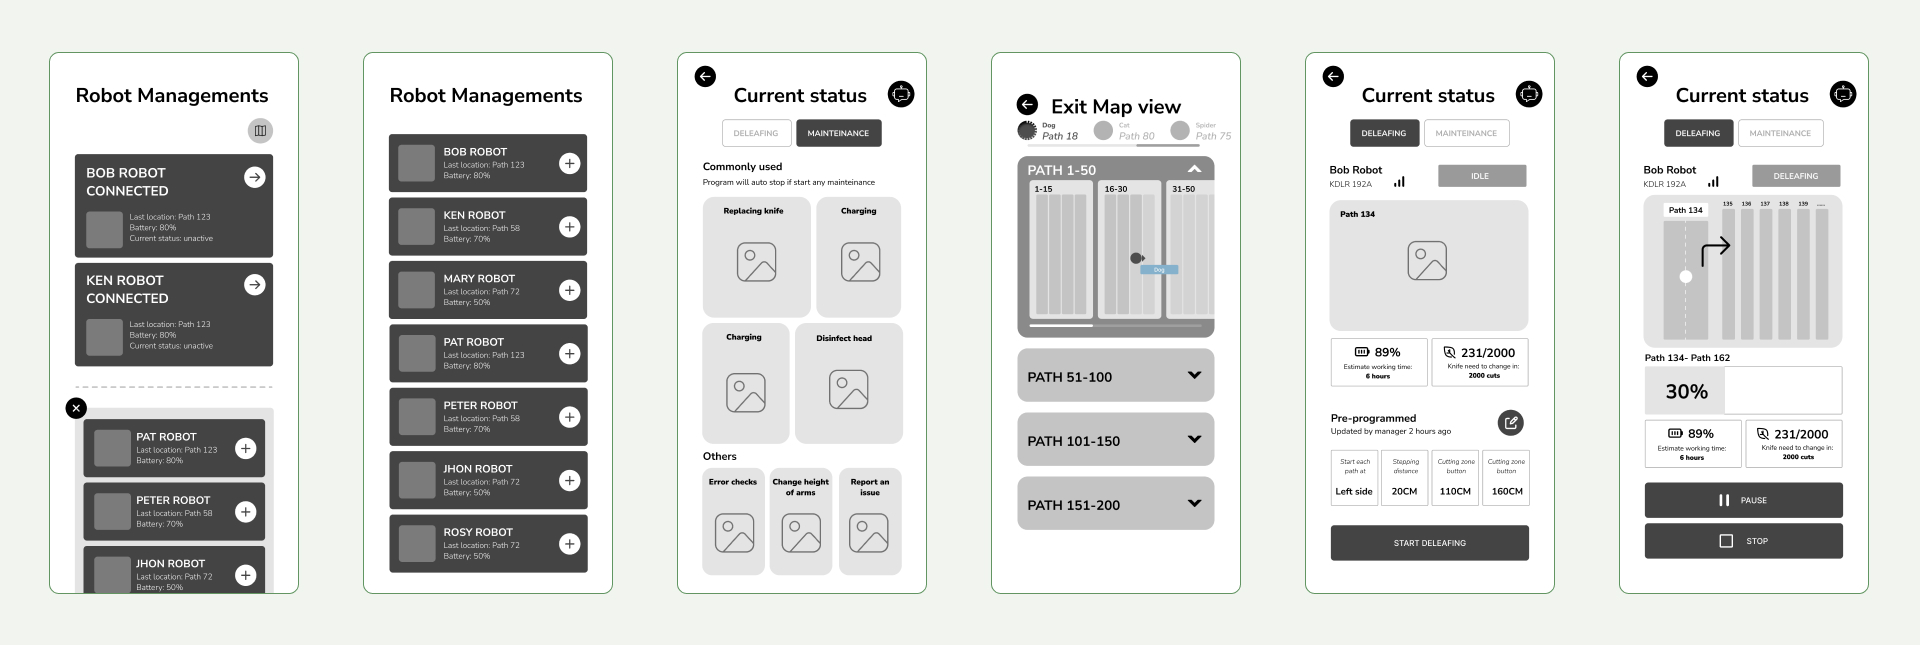 Robot Managements
BOB ROBOT
CONNECTED
Last location: Path 123
Battery: 80%
Current status: unactive
KEN ROBOT
CONNECTED
Last location: Path 123
Battery: 80%
Current status: unactive
PAT ROBOT
Last location: Path 123
Battery: 80%
PETER ROBOT
Last location: Path 58
Battery: 70%
JHON ROBOT
Last location: Path 72
Battery: 50%
Robot Managements
BOB ROBOT
Last location: Path 123
Battery: 80%
KEN ROBOT
Last location: Path 58
Battery: 70%
MARY ROBOT
Last location: Path 72
Battery: 50%
PAT ROBOT
Last location: Path 123
Battery: 80%
PETER ROBOT
Last location: Path 58
Battery: 70%
JHON ROBOT
Last location: Path 72
Battery: 50%
ROSY ROBOT
Last location: Path 72
Battery: 50%
Current status
DELEAFING MAINTEINANCE
Commonly used
Program will auto stop if start any mainteinance
Replacing knife Charging
Charging Disinfect head
Others
Error checks Change height Report an
of arms issue
Exit Map view
Dog Cat Spider
Path 18 Path 80 Path 75
PATH 1-50
1-15 16-30 31-50
Dog
PATH 51-100
PATH 101-150
PATH 151-200
Current status
DELEAFING MAINTEINANCE
Bob Robot
KDLR 192A
IDLE
Path 134
89% 231/2000
Estimate working time: Knife need to change in:
6 hours 2000 cuts
Pre-programmed
Updated by manager 2 hours ago
Start each Stepping Cutting zone Cutting zone
path at distance button button
Left side 20CM 110CM 160CM
START DELEAFING
Current status
DELEAFING MAINTEINANCE
Bob Robot
KDLR 192A
DELEAFING
Path 134 135 136 137 138 139 .....
Path 134- Path 162
30%
89% 231/2000
Estimate working time: Knife need to change in:
6 hours 2000 cuts
PAUSE
STOP